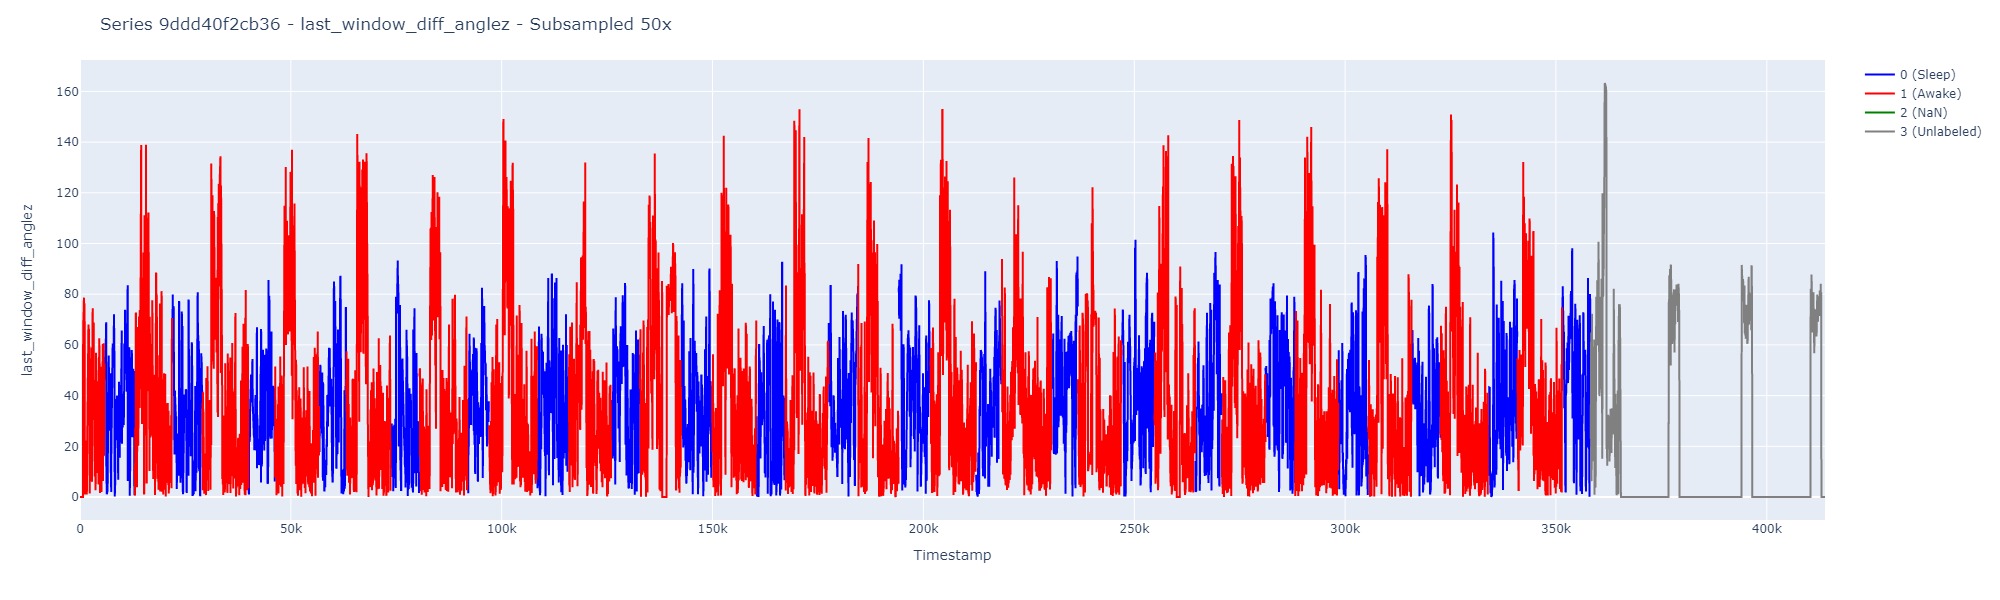 Series 9ddd40f2cb36 - last_window_diff_anglez - Subsampled 50x
0 (Sleep)
1 (Awake)
2 (NaN)
3 (Unlabeled)
last_window_diff_anglez
160
140
120
100
80
60
40
20
0
0 50k 100k 150k 200k 250k 300k 350k 400k
Timestamp